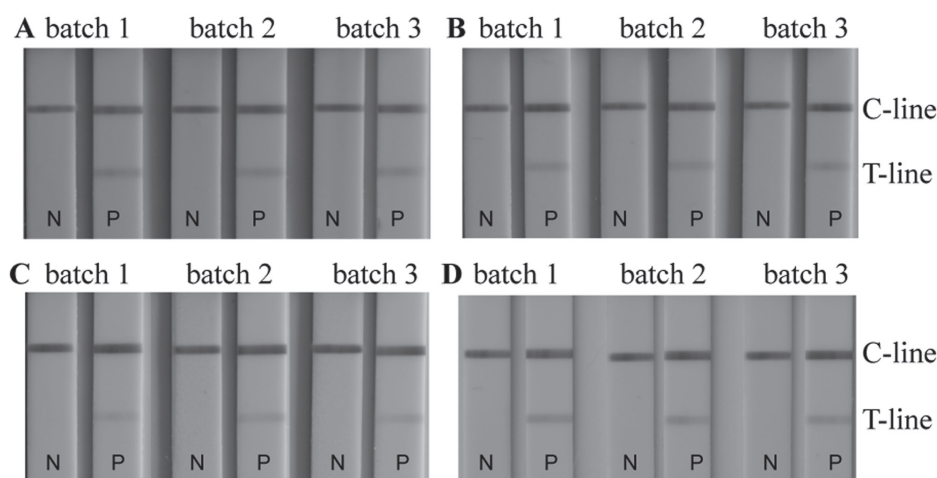 A batch 1 batch 2 batch 3 B batch 1 batch 2 batch 3
C-line
T-line
N P N P N P N P N P N P
C batch 1 batch 2 batch 3 D batch 1 batch 2 batch 3
C-line
T-line
N P N P N P N P N P N P